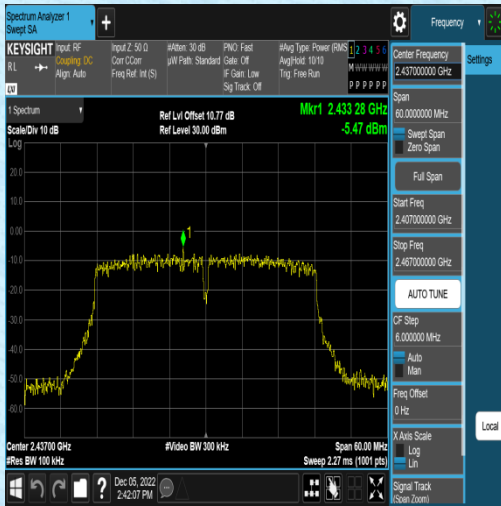 Spectrum Analyzer 1
Swept SA
Frequency
KEYSIGHT
RL
Input: RF
Coupling: DC
Align: Auto
Input Z: 50 Ω
Corr CCorr
Freq Ref: Int (S)
#Atten: 30 dB
µW Path: Standard
PNO: Fast
Gate: Off
IF Gain: Low
Sig Track: Off
#Avg Type: Power (RMS
Avg|Hold: 10/10
Trig: Free Run
1 2 3 4 5 6
M W W W W W
P P P P P P
Center Frequency
2.437000000 GHz
Settings
Span
60.0000000 MHz
Swept Span
Zero Span
Full Span
Start Freq
2.407000000 GHz
Stop Freq
2.467000000 GHz
AUTO TUNE
CF Step
6.000000 MHz
Auto
Man
Freq Offset
0 Hz
X Axis Scale
Log
Lin
Signal Track
(Span Zoom)
Local
1 Spectrum
Scale/Div 10 dB
Ref Lvl Offset 10.77 dB
Ref Level 30.00 dBm
Mkr1 2.433 28 GHz
-5.47 dBm
Log
20.0
10.0
0.00
-10.0
-20.0
-30.0
-40.0
-50.0
-60.0
1
Center 2.43700 GHz
#Res BW 100 kHz
#Video BW 300 kHz
Span 60.00 MHz
Sweep 2.27 ms (1001 pts)
Dec 05, 2022
2:42:07 PM